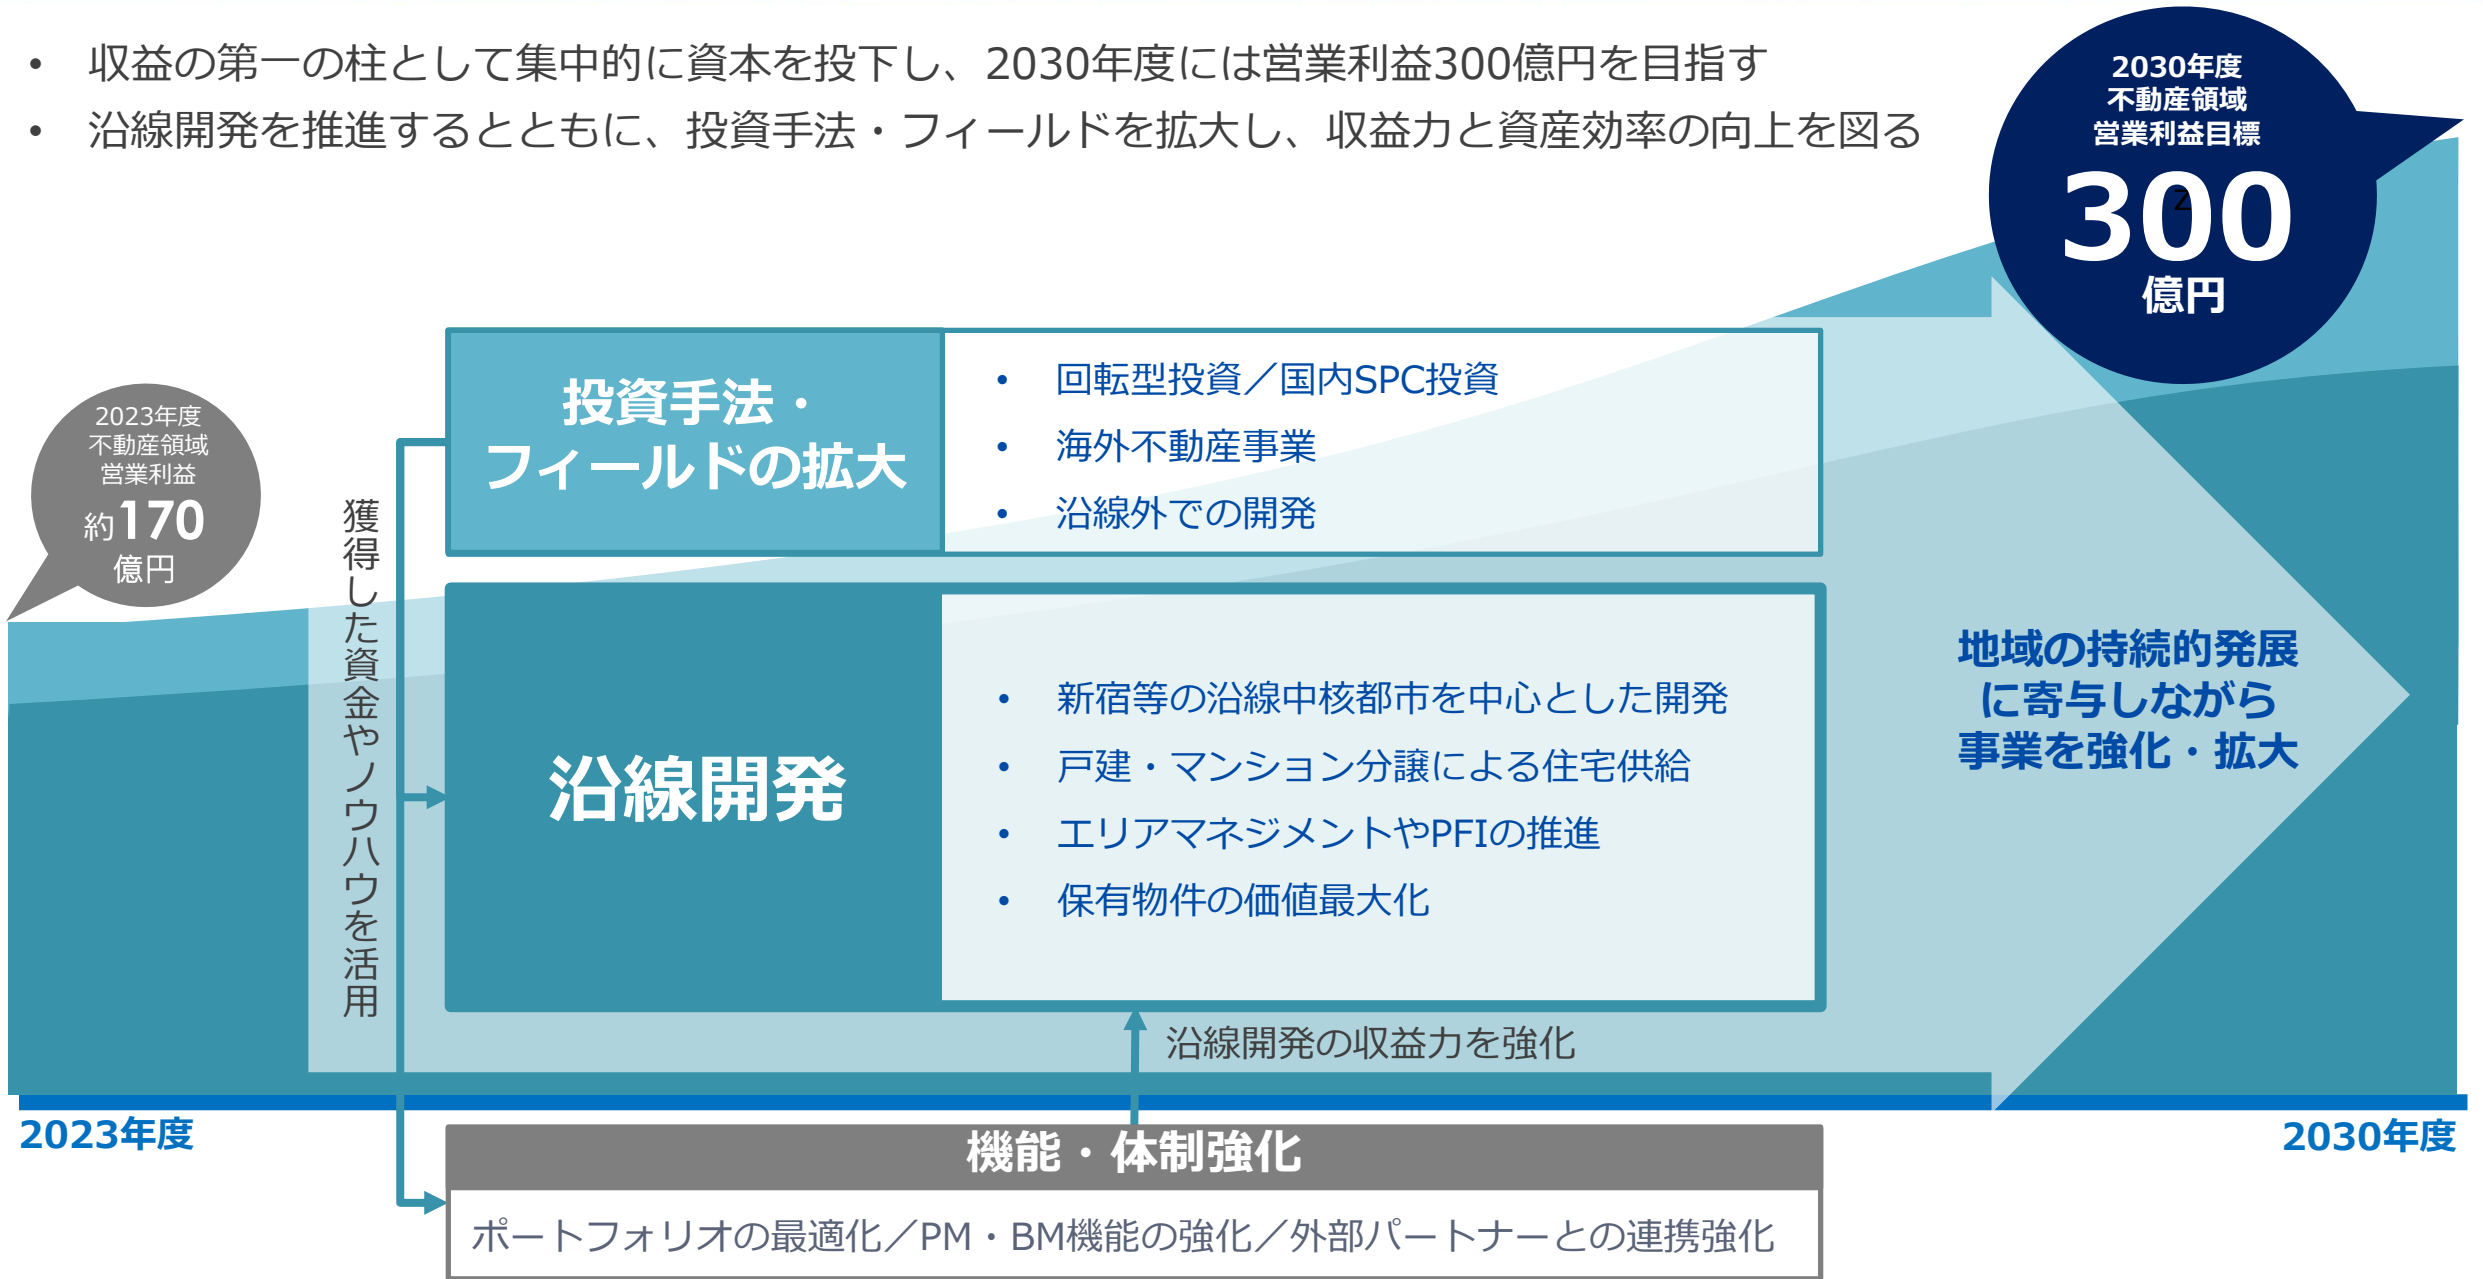 • 収益の第一の柱として集中的に資本を投下し、2030年度には営業利益300億円を目指す
• 沿線開発を推進するとともに、投資手法・フィールドを拡大し、収益力と資産効率の向上を図る
2030年度
不動産領域
営業利益目標
z
300
億円
2023年度
不動産領域
営業利益
約170
億円
獲得した資金やノウハウを活用
投資手法・
フィールドの拡大
• 回転型投資／国内SPC投資
• 海外不動産事業
• 沿線外での開発
沿線開発
• 新宿等の沿線中核都市を中心とした開発
• 戸建・マンション分譲による住宅供給
• エリアマネジメントやPFIの推進
• 保有物件の価値最大化
地域の持続的発展
に寄与しながら
事業を強化・拡大
沿線開発の収益力を強化
2023年度
2030年度
機能・体制強化
ポートフォリオの最適化／PM・BM機能の強化／外部パートナーとの連携強化